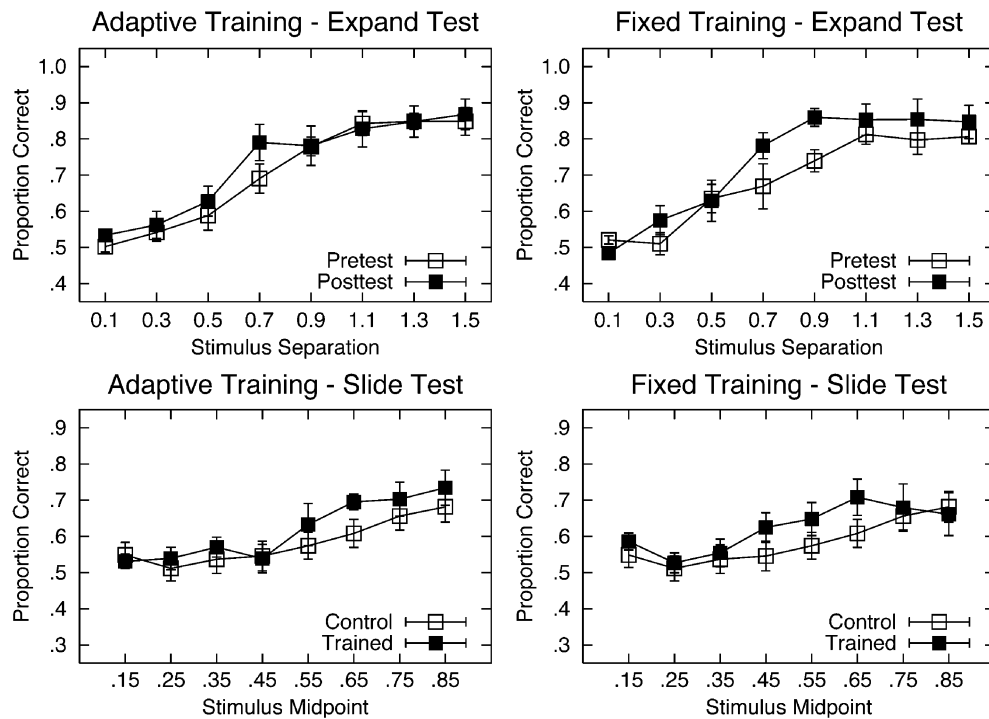 Adaptive Training - Expand Test
Proportion Correct
1.0
.9
.8
.7
.6
.5
.4
Pretest
Posttest
0.1 0.3 0.5 0.7 0.9 1.1 1.3 1.5
Stimulus Separation
Fixed Training - Expand Test
Proportion Correct
1.0
.9
.8
.7
.6
.5
.4
Pretest
Posttest
0.1 0.3 0.5 0.7 0.9 1.1 1.3 1.5
Stimulus Separation
Adaptive Training - Slide Test
Proportion Correct
.9
.8
.7
.6
.5
.4
.3
Control
Trained
.15 .25 .35 .45 .55 .65 .75 .85
Stimulus Midpoint
Fixed Training - Slide Test
Proportion Correct
.9
.8
.7
.6
.5
.4
.3
Control
Trained
.15 .25 .35 .45 .55 .65 .75 .85
Stimulus Midpoint